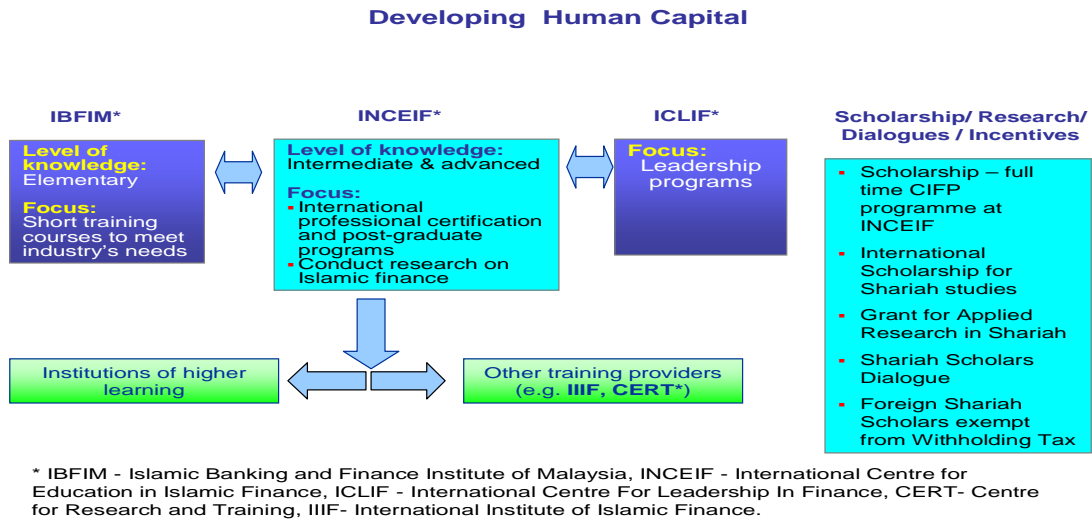 Developing Human Capital
IBFIM*
Level of
knowledge:
Elementary
Focus:
Short training
courses to meet
industry's needs
INCEIF*
Level of knowledge:
Intermediate & advanced
Focus:
- International
professional certification
and post-graduate
programs
- Conduct research on
Islamic finance
ICLIF*
Focus:
Leadership
programs
Institutions of higher
learning
Other training providers
(e.g. IIIF, CERT*)
Scholarship/ Research/
Dialogues / Incentives
- Scholarship – full
time CIFP
programme at
INCEIF
- International
Scholarship for
Shariah studies
- Grant for Applied
Research in Shariah
- Shariah Scholars
Dialogue
- Foreign Shariah
Scholars exempt
from Withholding Tax
* IBFIM - Islamic Banking and Finance Institute of Malaysia, INCEIF - International Centre for
Education in Islamic Finance, ICLIF - International Centre For Leadership In Finance, CERT- Centre
for Research and Training, IIIF- International Institute of Islamic Finance.